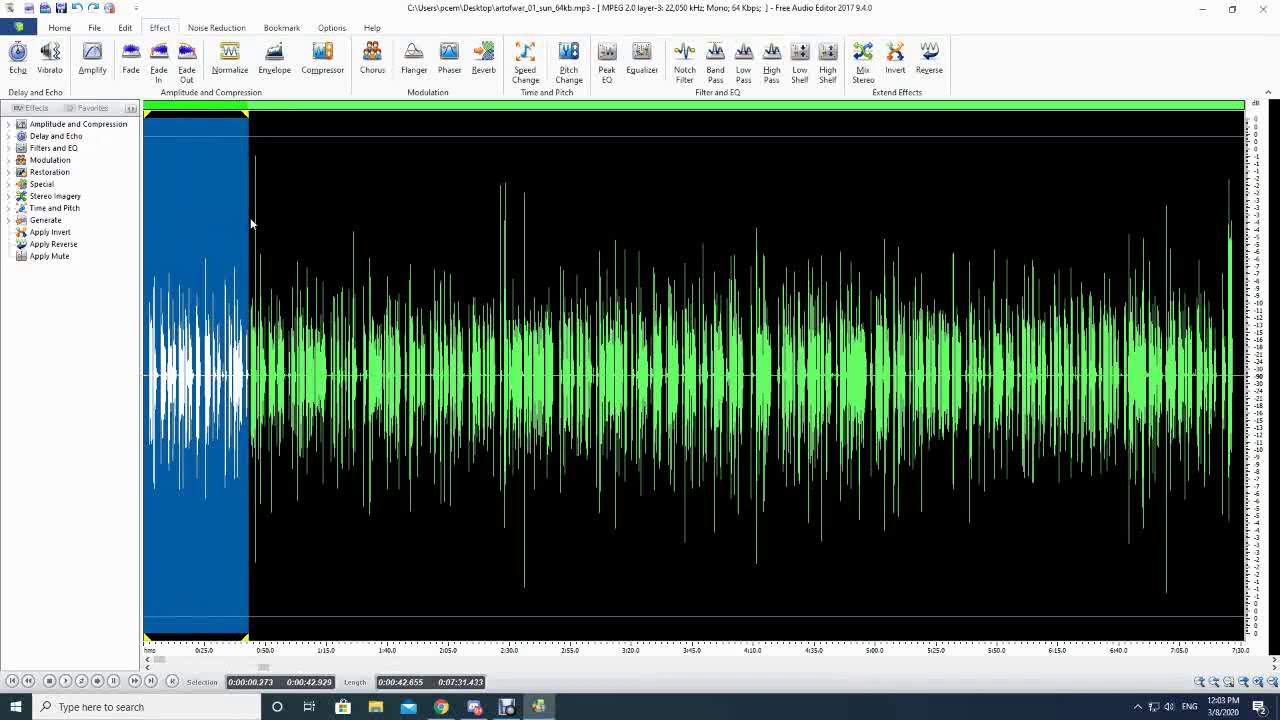 C:\Users\pcem\Desktop\artofwar_01_sun_64kb.mp3 - [ MPEG 2.0 layer-3: 22,050 kHz; Mono; 64 Kbps; ] - Free Audio Editor 2017 9.4.0
Home File Edit Effect Noise Reduction Bookmark Options Help
Echo Vibrato Amplify Fade Fade In Fade Out Normalize Envelope Compressor Chorus Flanger Phaser Reverb Speed Change Pitch Change Peak EQ Equalizer Notch Filter Band Pass Low Pass High Pass Low Shelf High Shelf Mix Stereo Invert Reverse
Delay and Echo Amplitude and Compression Modulation Time and Pitch Filter and EQ Extend Effects
Effects Favorites
dB
Amplitude and Compression
Delay and Echo
Filters and EQ
Modulation
Restoration
Special
Stereo Imagery
Time and Pitch
Generate
Apply Invert
Apply Reverse
Apply Mute
hms 0:25.0 0:50.0 1:15.0 1:40.0 2:05.0 2:30.0 2:55.0 3:20.0 3:45.0 4:10.0 4:35.0 5:00.0 5:25.0 5:50.0 6:15.0 6:40.0 7:05.0 7:30.0
R Selection 0:00:00.273 0:00:42.929 Length 0:00:42.655 0:07:31.433
Type here to search
ENG
12:03 PM
3/8/2020
2